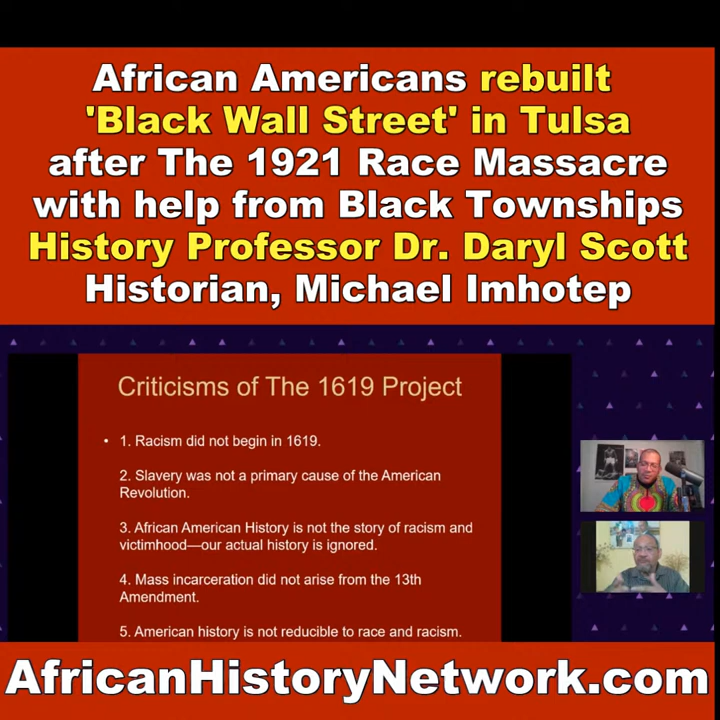 African Americans rebuilt
'Black Wall Street' in Tulsa
after The 1921 Race Massacre
with help from Black Townships
History Professor Dr. Daryl Scott
Historian, Michael Imhotep
Criticisms of The 1619 Project
• 1. Racism did not begin in 1619.
2. Slavery was not a primary cause of the American
Revolution.
3. African American History is not the story of racism and
victimhood—our actual history is ignored.
4. Mass incarceration did not arise from the 13th
Amendment.
5. American history is not reducible to race and racism.
AfricanHistoryNetwork.com